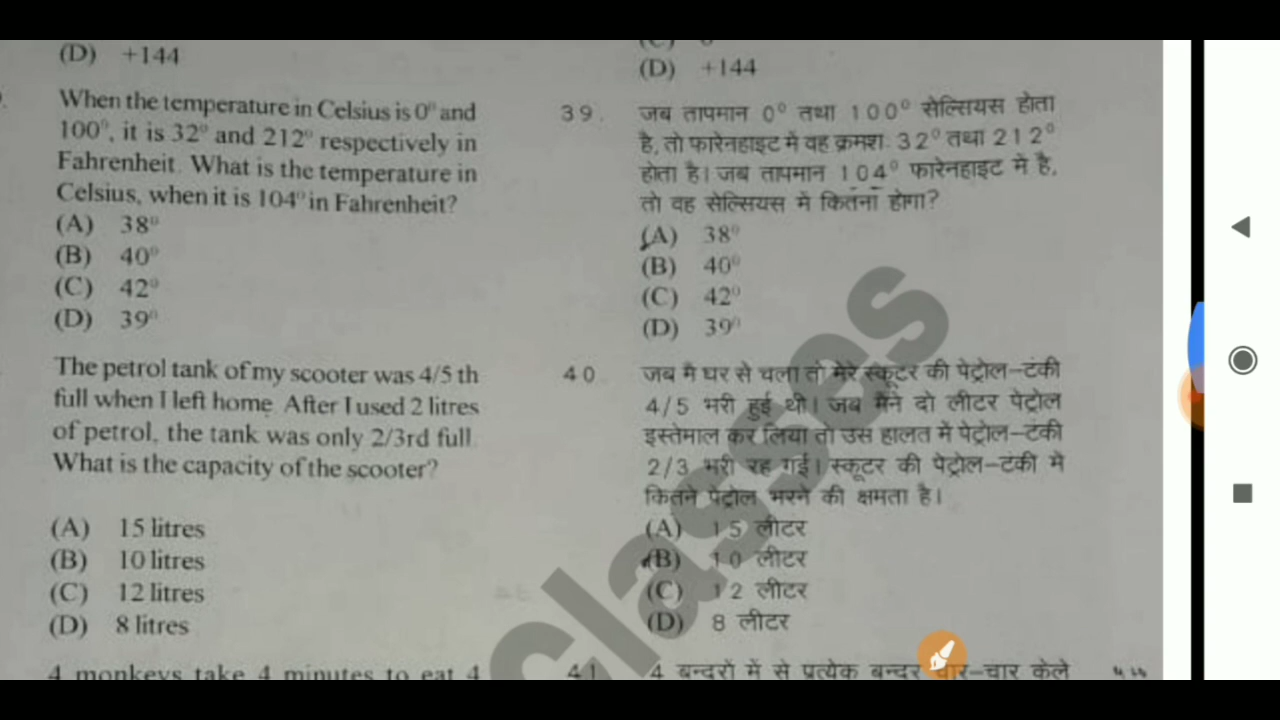 (D) +144
When the temperature in Celsius is 0° and
100°, it is 32° and 212° respectively in
Fahrenheit. What is the temperature in
Celsius, when it is 104° in Fahrenheit?
(A) 38°
(B) 40°
(C) 42°
(D) 39°
The petrol tank of my scooter was 4/5 th
full when I left home. After I used 2 litres
of petrol, the tank was only 2/3rd full.
What is the capacity of the scooter?
(A) 15 litres
(B) 10 litres
(C) 12 litres
(D) 8 litres
4 monkeys take 4 minutes to eat 4
(D) +144
39. जब तापमान 0° तथा 100° सेल्सियस होता
है, तो फारेनहाइट में वह क्रमश: 32° तथा 212°
होता है। जब तापमान 104° फारेनहाइट में है,
तो वह सेल्सियस में कितना होगा?
(A) 38°
(B) 40°
(C) 42°
(D) 39°
40 जब मैं घर से चला तो मेरे स्कूटर की पेट्रोल-टंकी
4/5 भरी हुई थी। जब मैंने दो लीटर पेट्रोल
इस्तेमाल कर लिया तो उस हालत में पेट्रोल-टंकी
2/3 भरी रह गई। स्कूटर की पेट्रोल-टंकी में
कितने पेट्रोल भरने की क्षमता है।
(A) 15 लीटर
(B) 10 लीटर
(C) 12 लीटर
(D) 8 लीटर
41 4 बन्दरों में से प्रत्येक बन्दर चार-चार केले
classes